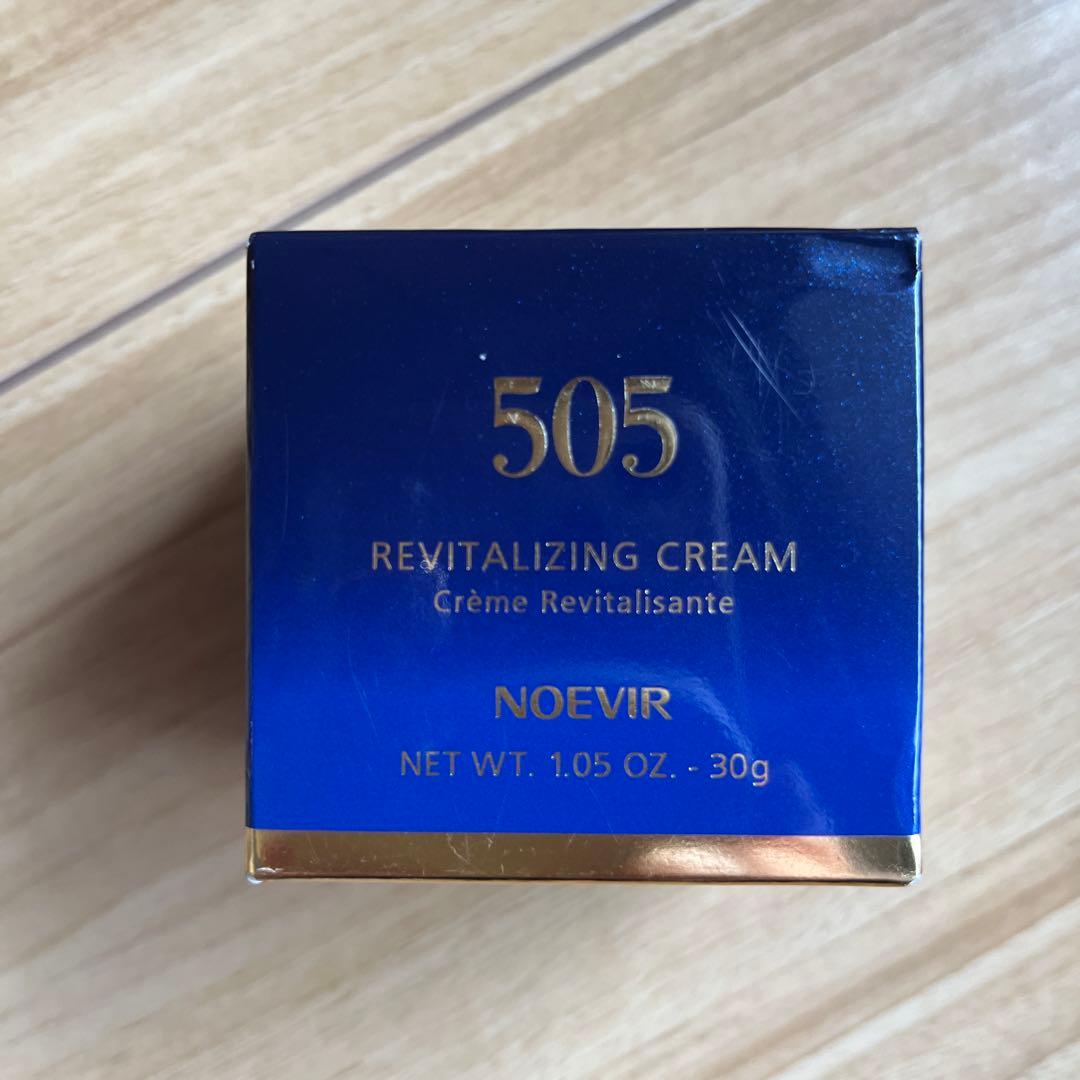 505
REVITALIZING CREAM
Crème Revitalisante
NOEVIR
NET WT. 1.05 OZ. - 30g